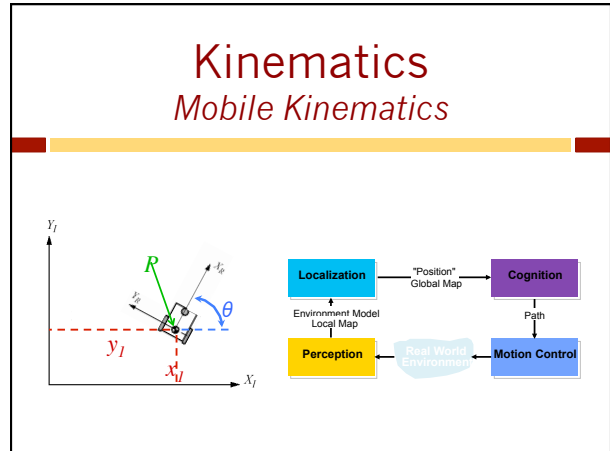 Kinematics
Mobile Kinematics
Y_I
R
X_R
Y_R
θ
y_I
x_I
X_I
Localization
"Position"
Global Map
Cognition
Environment Model
Local Map
Path
Perception
Real World
Environment
Motion Control